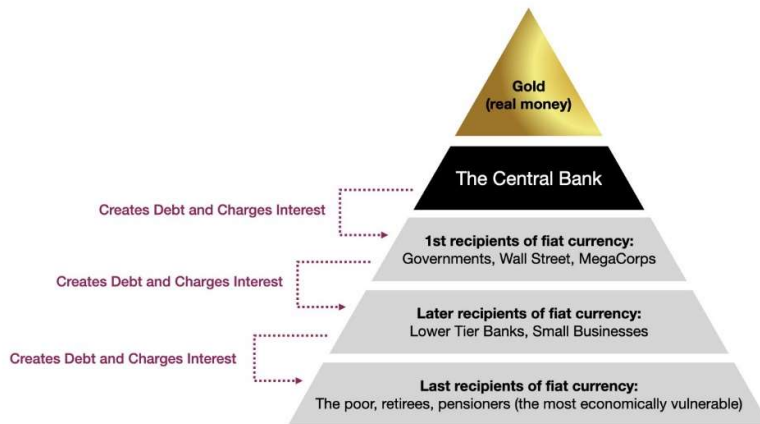 Gold
(real money)
The Central Bank
Creates Debt and Charges Interest
1st recipients of fiat currency:
Governments, Wall Street, MegaCorps
Creates Debt and Charges Interest
Later recipients of fiat currency:
Lower Tier Banks, Small Businesses
Creates Debt and Charges Interest
Last recipients of fiat currency:
The poor, retirees, pensioners (the most economically vulnerable)